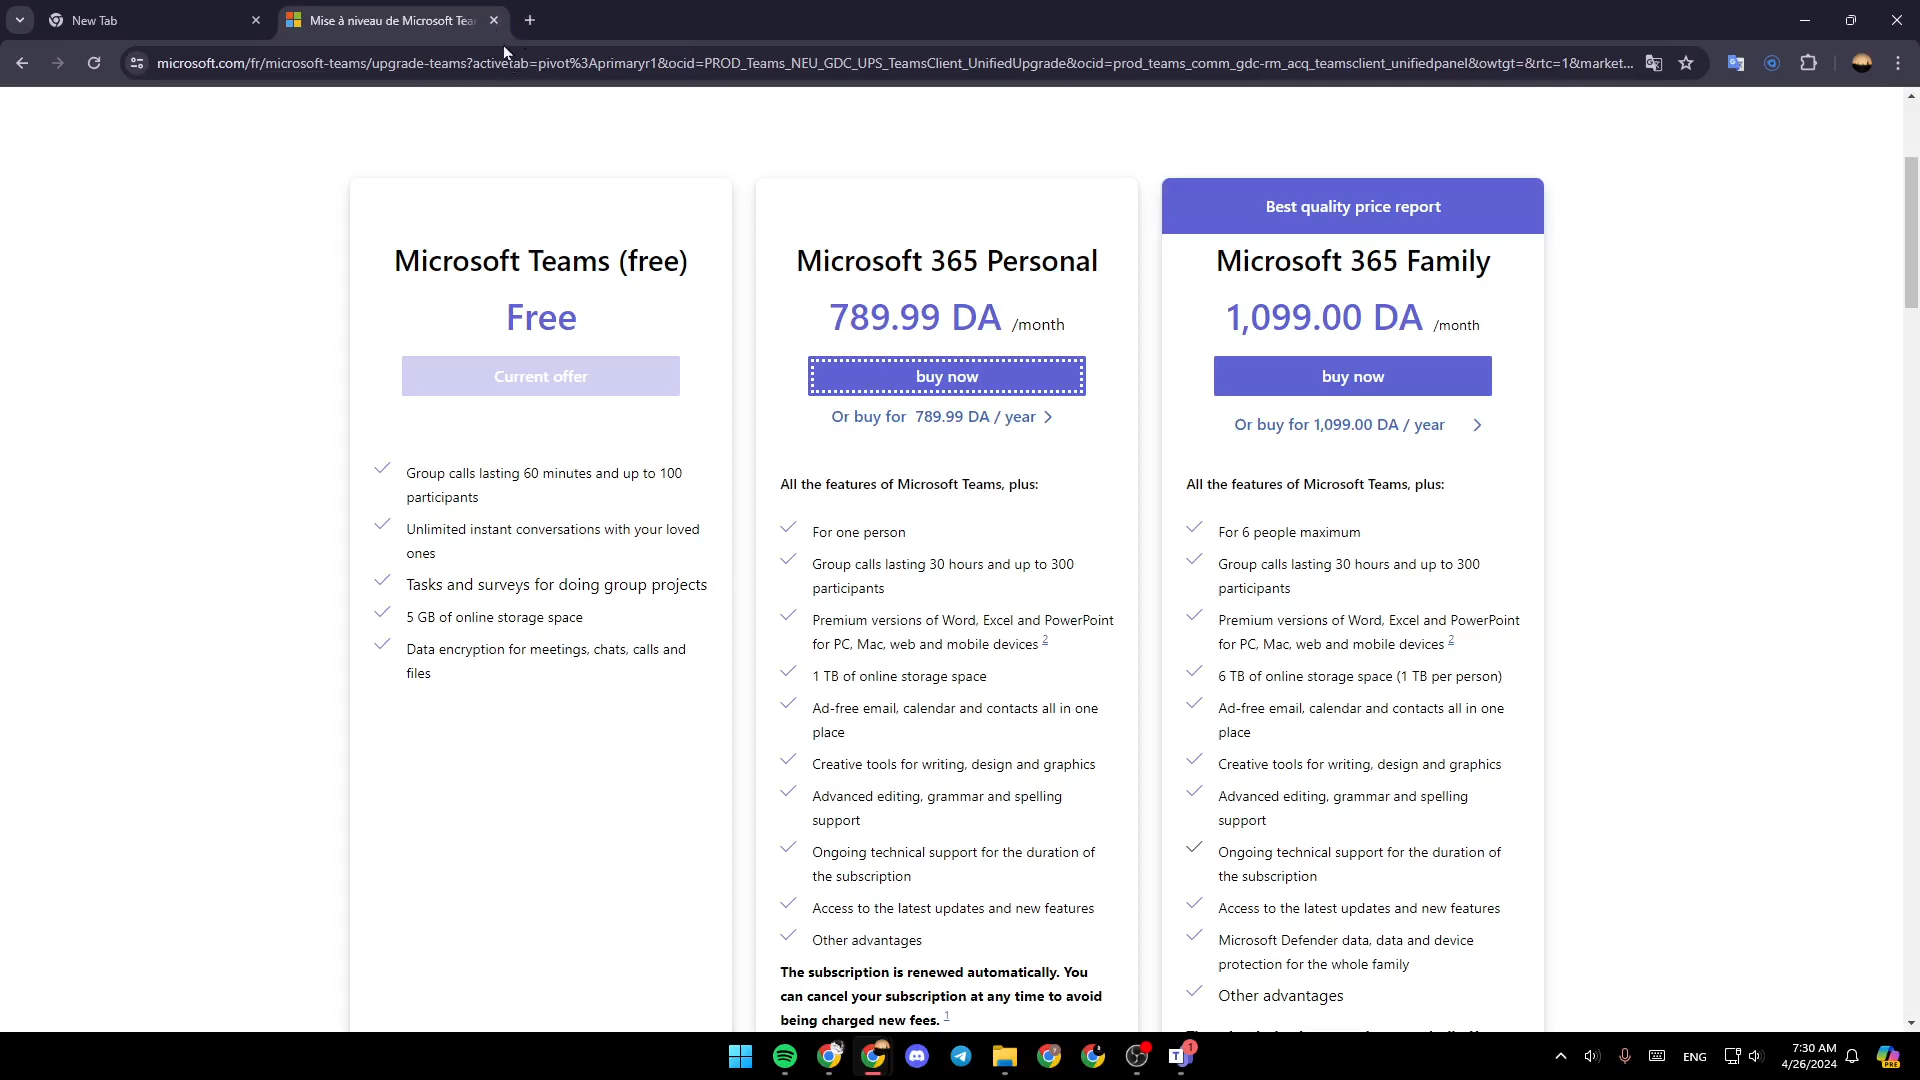 New Tab
Mise à niveau de Microsoft Tea
microsoft.com/fr/microsoft-teams/upgrade-teams?activetab=pivot%3Aprimaryr1&ocid=PROD_Teams_NEU_GDC_UPS_TeamsClient_UnifiedUpgrade&ocid=prod_teams_comm_gdc-rm_acq_teamsclient_unifiedpanel&owtgt=&rtc=1&market...
Microsoft Teams (free)
Free
Current offer
Group calls lasting 60 minutes and up to 100
participants
Unlimited instant conversations with your loved
ones
Tasks and surveys for doing group projects
5 GB of online storage space
Data encryption for meetings, chats, calls and
files
Microsoft 365 Personal
789.99 DA /month
buy now
Or buy for 789.99 DA / year
All the features of Microsoft Teams, plus:
For one person
Group calls lasting 30 hours and up to 300
participants
Premium versions of Word, Excel and PowerPoint
for PC, Mac, web and mobile devices 2
1 TB of online storage space
Ad-free email, calendar and contacts all in one
place
Creative tools for writing, design and graphics
Advanced editing, grammar and spelling
support
Ongoing technical support for the duration of
the subscription
Access to the latest updates and new features
Other advantages
The subscription is renewed automatically. You
can cancel your subscription at any time to avoid
being charged new fees. 1
Best quality price report
Microsoft 365 Family
1,099.00 DA /month
buy now
Or buy for 1,099.00 DA / year
All the features of Microsoft Teams, plus:
For 6 people maximum
Group calls lasting 30 hours and up to 300
participants
Premium versions of Word, Excel and PowerPoint
for PC, Mac, web and mobile devices 2
6 TB of online storage space (1 TB per person)
Ad-free email, calendar and contacts all in one
place
Creative tools for writing, design and graphics
Advanced editing, grammar and spelling
support
Ongoing technical support for the duration of
the subscription
Access to the latest updates and new features
Microsoft Defender data, data and device
protection for the whole family
Other advantages
1
ENG
7:30 AM
4/26/2024
PRE